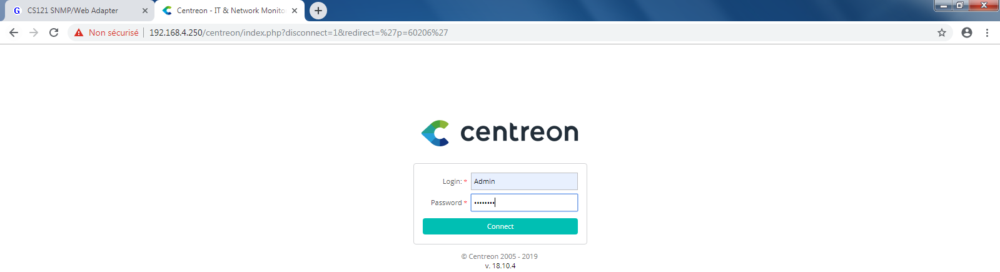 G CS121 SNMP/Web Adapter
Centreon - IT & Network Monito
Non sécurisé | 192.168.4.250/centreon/index.php?disconnect=1&redirect=%27p=60206%27
centreon
Login: * Admin
Password * ••••••••
Connect
© Centreon 2005 - 2019
v. 18.10.4